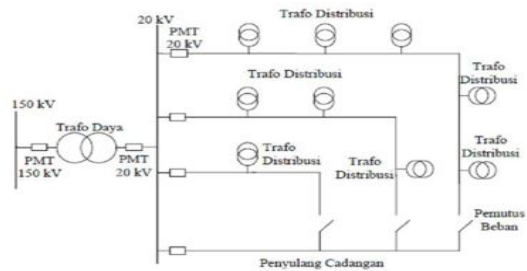 20 kV
Trafo Distribusi
PMT
20 kV
Trafo Distribusi
Trafo
Distribusi
150 kV
Trafo Daya
PMT
150 kV
PMT
20 kV
Trafo
Distribusi
Trafo
Distribusi
Trafo
Distribusi
Pemutus
Beban
Penyulang Cadangan